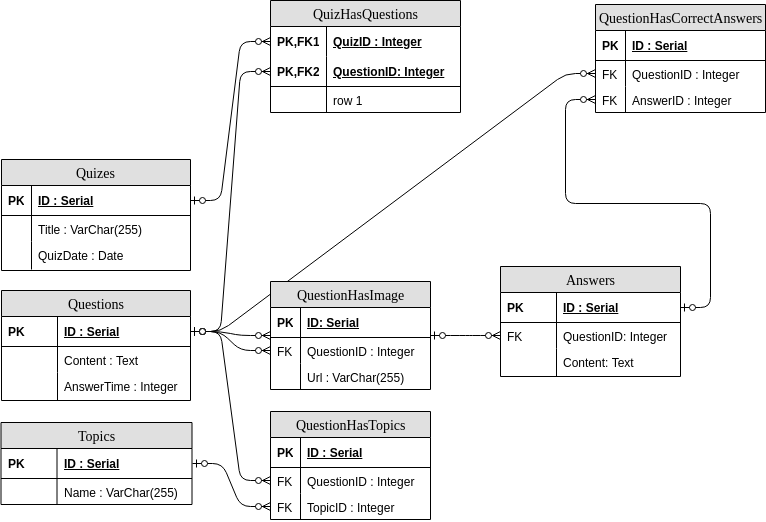 QuizHasQuestions
PK,FK1 QuizID : Integer
PK,FK2 QuestionID: Integer
row 1
QuestionHasCorrectAnswers
PK ID : Serial
FK QuestionID : Integer
FK AnswerID : Integer
Quizes
PK ID : Serial
Title : VarChar(255)
QuizDate : Date
Questions
PK ID : Serial
Content : Text
AnswerTime : Integer
QuestionHasImage
PK ID: Serial
FK QuestionID : Integer
Url : VarChar(255)
Answers
PK ID : Serial
FK QuestionID: Integer
Content: Text
Topics
PK ID : Serial
Name : VarChar(255)
QuestionHasTopics
PK ID : Serial
FK QuestionID : Integer
FK TopicID : Integer